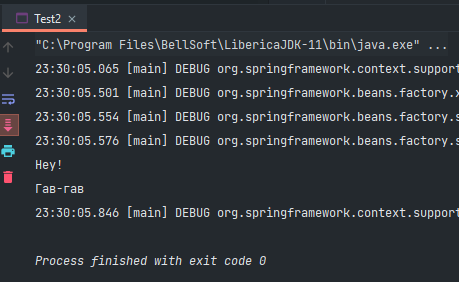 Test2
"C:\Program Files\BellSoft\LibericaJDK-11\bin\java.exe" ...
23:30:05.065 [main] DEBUG org.springframework.context.support
23:30:05.501 [main] DEBUG org.springframework.beans.factory.x
23:30:05.554 [main] DEBUG org.springframework.beans.factory.s
23:30:05.576 [main] DEBUG org.springframework.beans.factory.s
Hey!
Гав-гав
23:30:05.846 [main] DEBUG org.springframework.context.support
Process finished with exit code 0